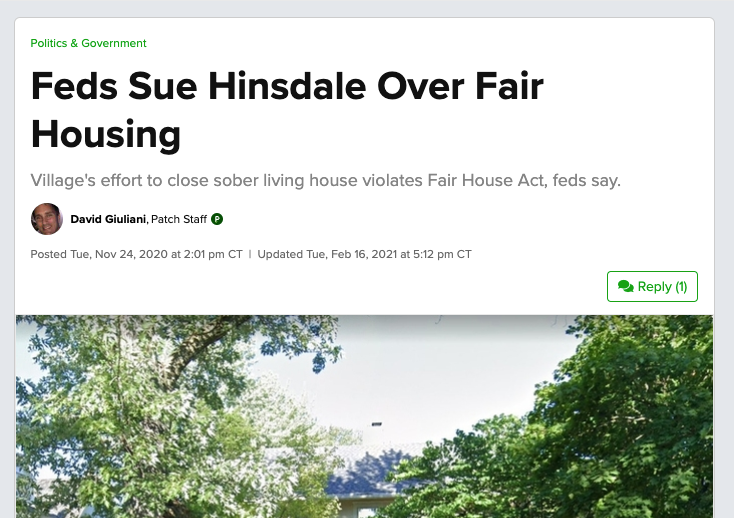 Politics & Government
Feds Sue Hinsdale Over Fair
Housing
Village's effort to close sober living house violates Fair House Act, feds say.
David Giuliani, Patch Staff P
Posted Tue, Nov 24, 2020 at 2:01 pm CT | Updated Tue, Feb 16, 2021 at 5:12 pm CT
Reply (1)